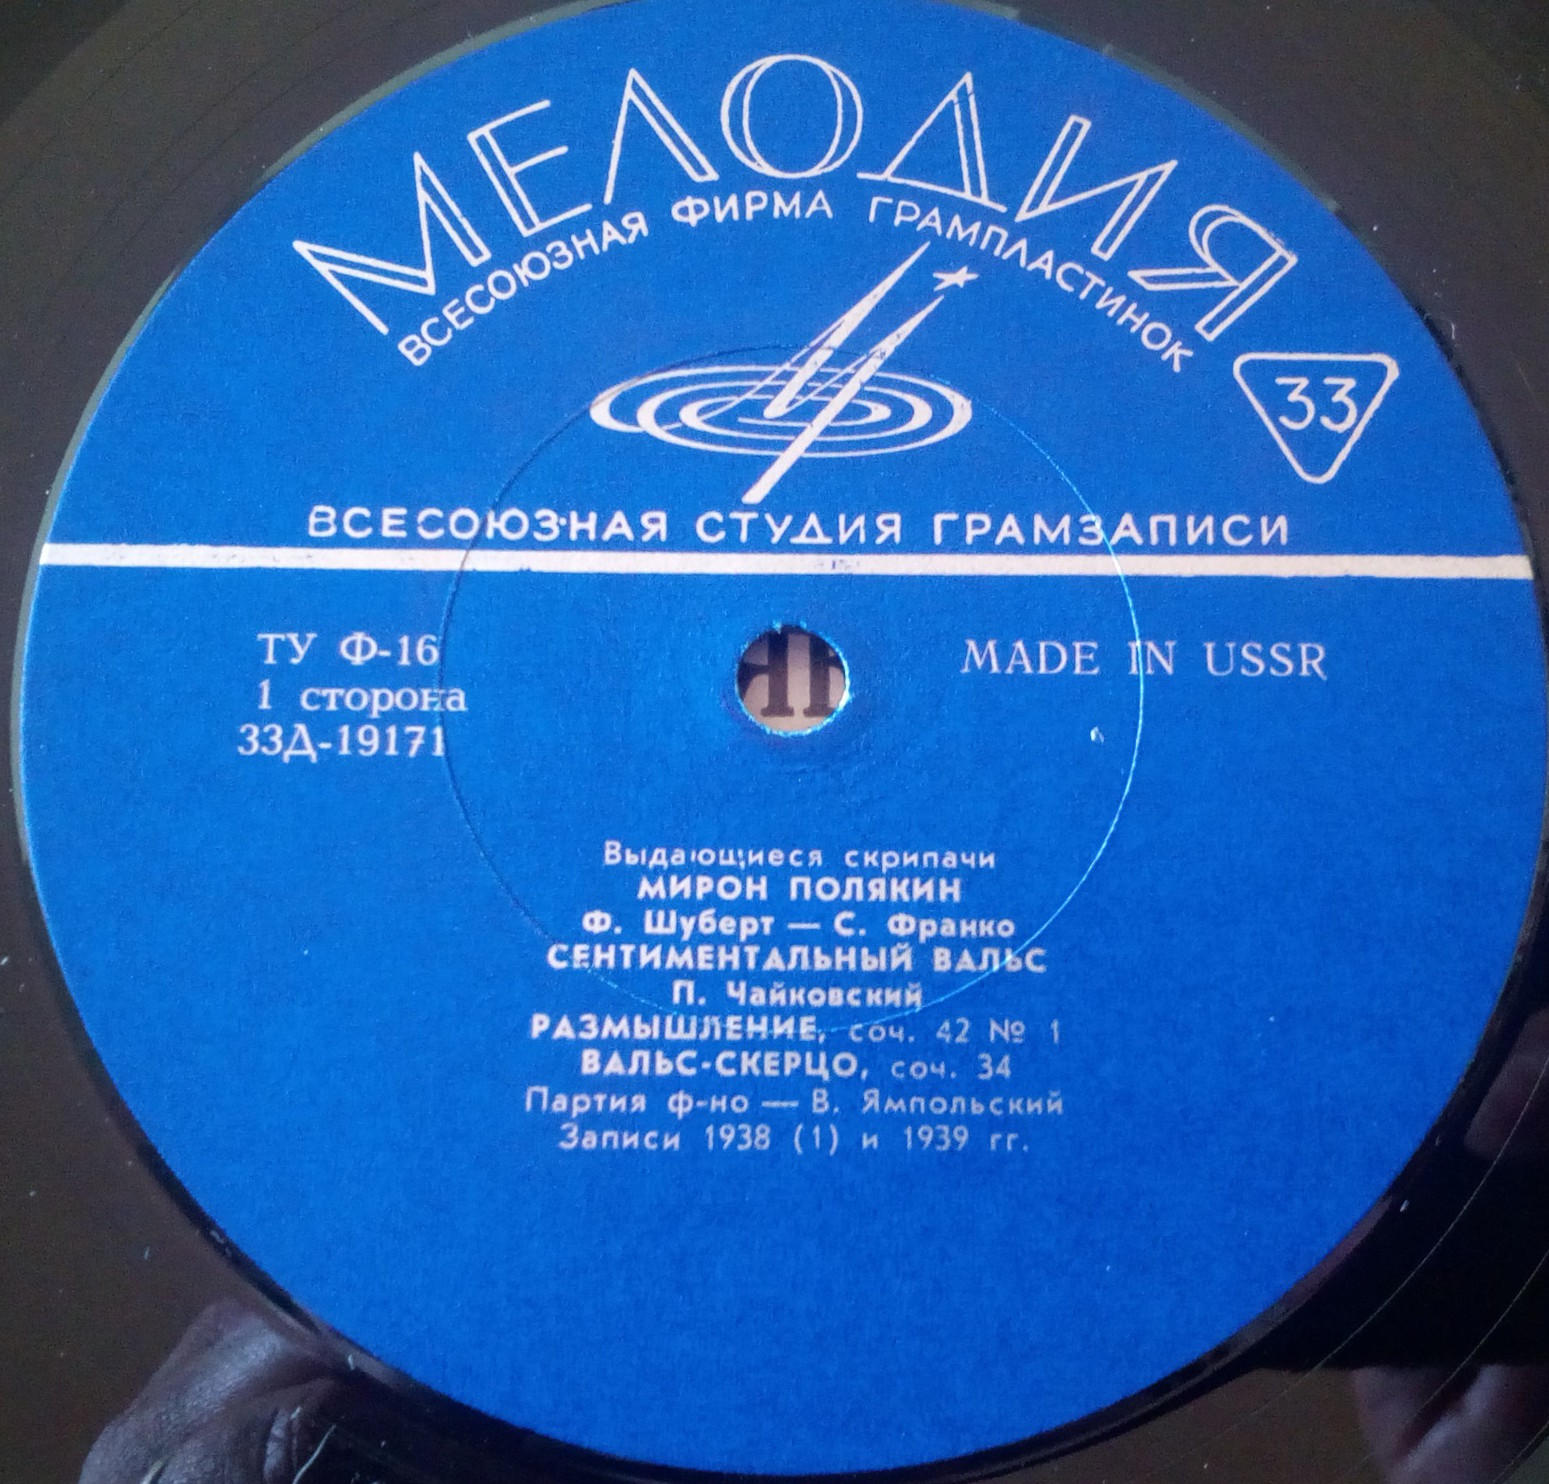 МЕЛОДИЯ
ВСЕСОЮЗНАЯ ФИРМА ГРАМПЛАСТИНОК
33
ВСЕСОЮЗНАЯ СТУДИЯ ГРАМЗАПИСИ
ТУ Ф-16
MADE IN USSR
1 сторона
33Д-19171
Выдающиеся скрипачи
МИРОН ПОЛЯКИН
Ф. Шуберт — С. Франко
СЕНТИМЕНТАЛЬНЫЙ ВАЛЬС
П. Чайковский
РАЗМЫШЛЕНИЕ, соч. 42 № 1
ВАЛЬС-СКЕРЦО, соч. 34
Партия ф-но — В. Ямпольский
Записи 1938 (1) и 1939 гг.